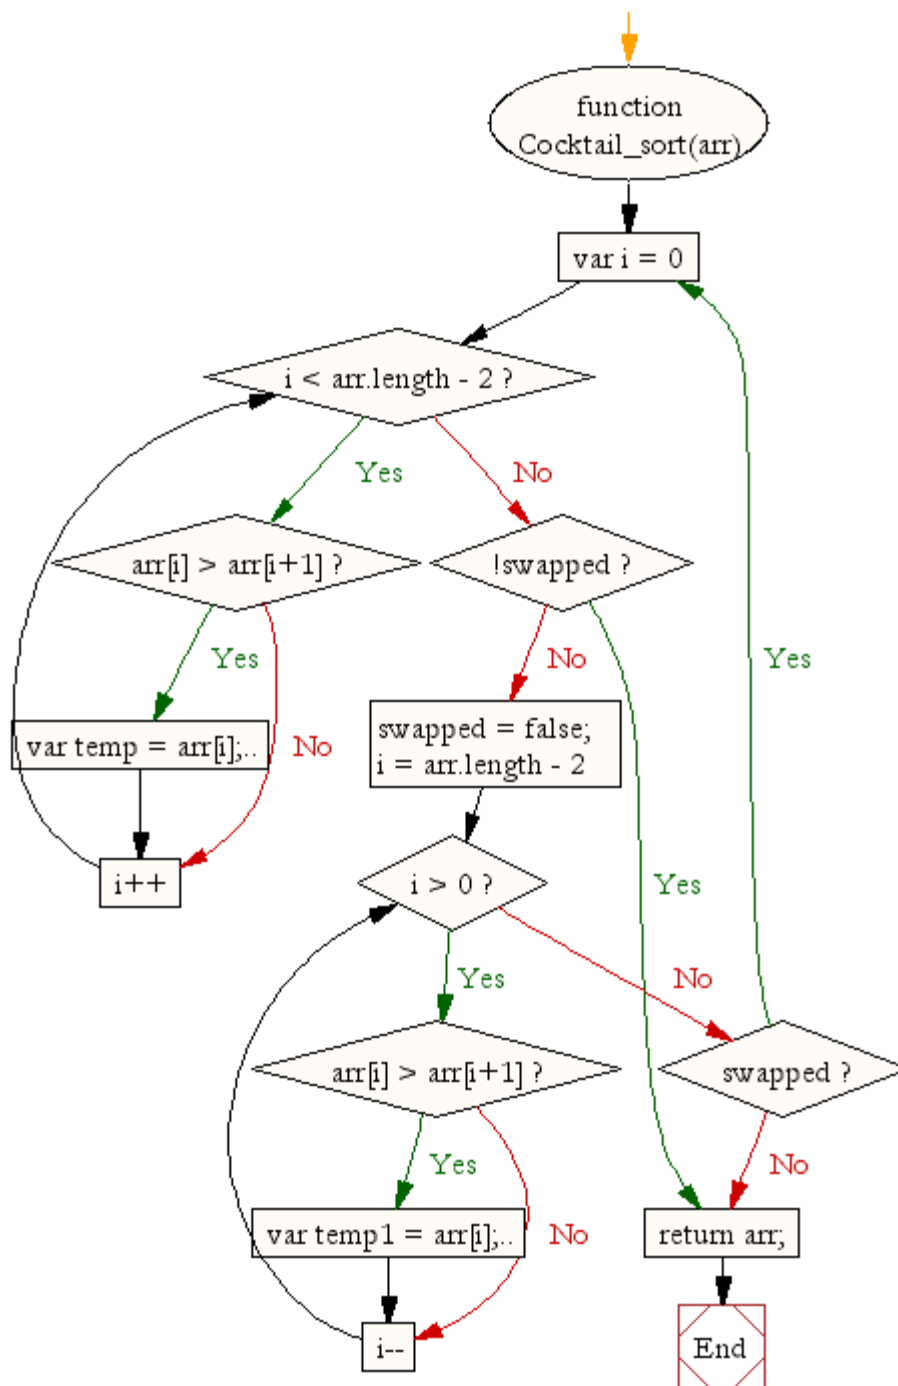 function
Cocktail_sort(arr)
var i = 0
i < arr.length - 2 ?
Yes
No
arr[i] > arr[i+1] ?
!swapped ?
Yes
No
Yes
var temp = arr[i];..
No
swapped = false;
i = arr.length - 2
i++
i > 0 ?
Yes
Yes
No
arr[i] > arr[i+1] ?
swapped ?
Yes
No
var temp1 = arr[i];..
No
return arr;
i--
End